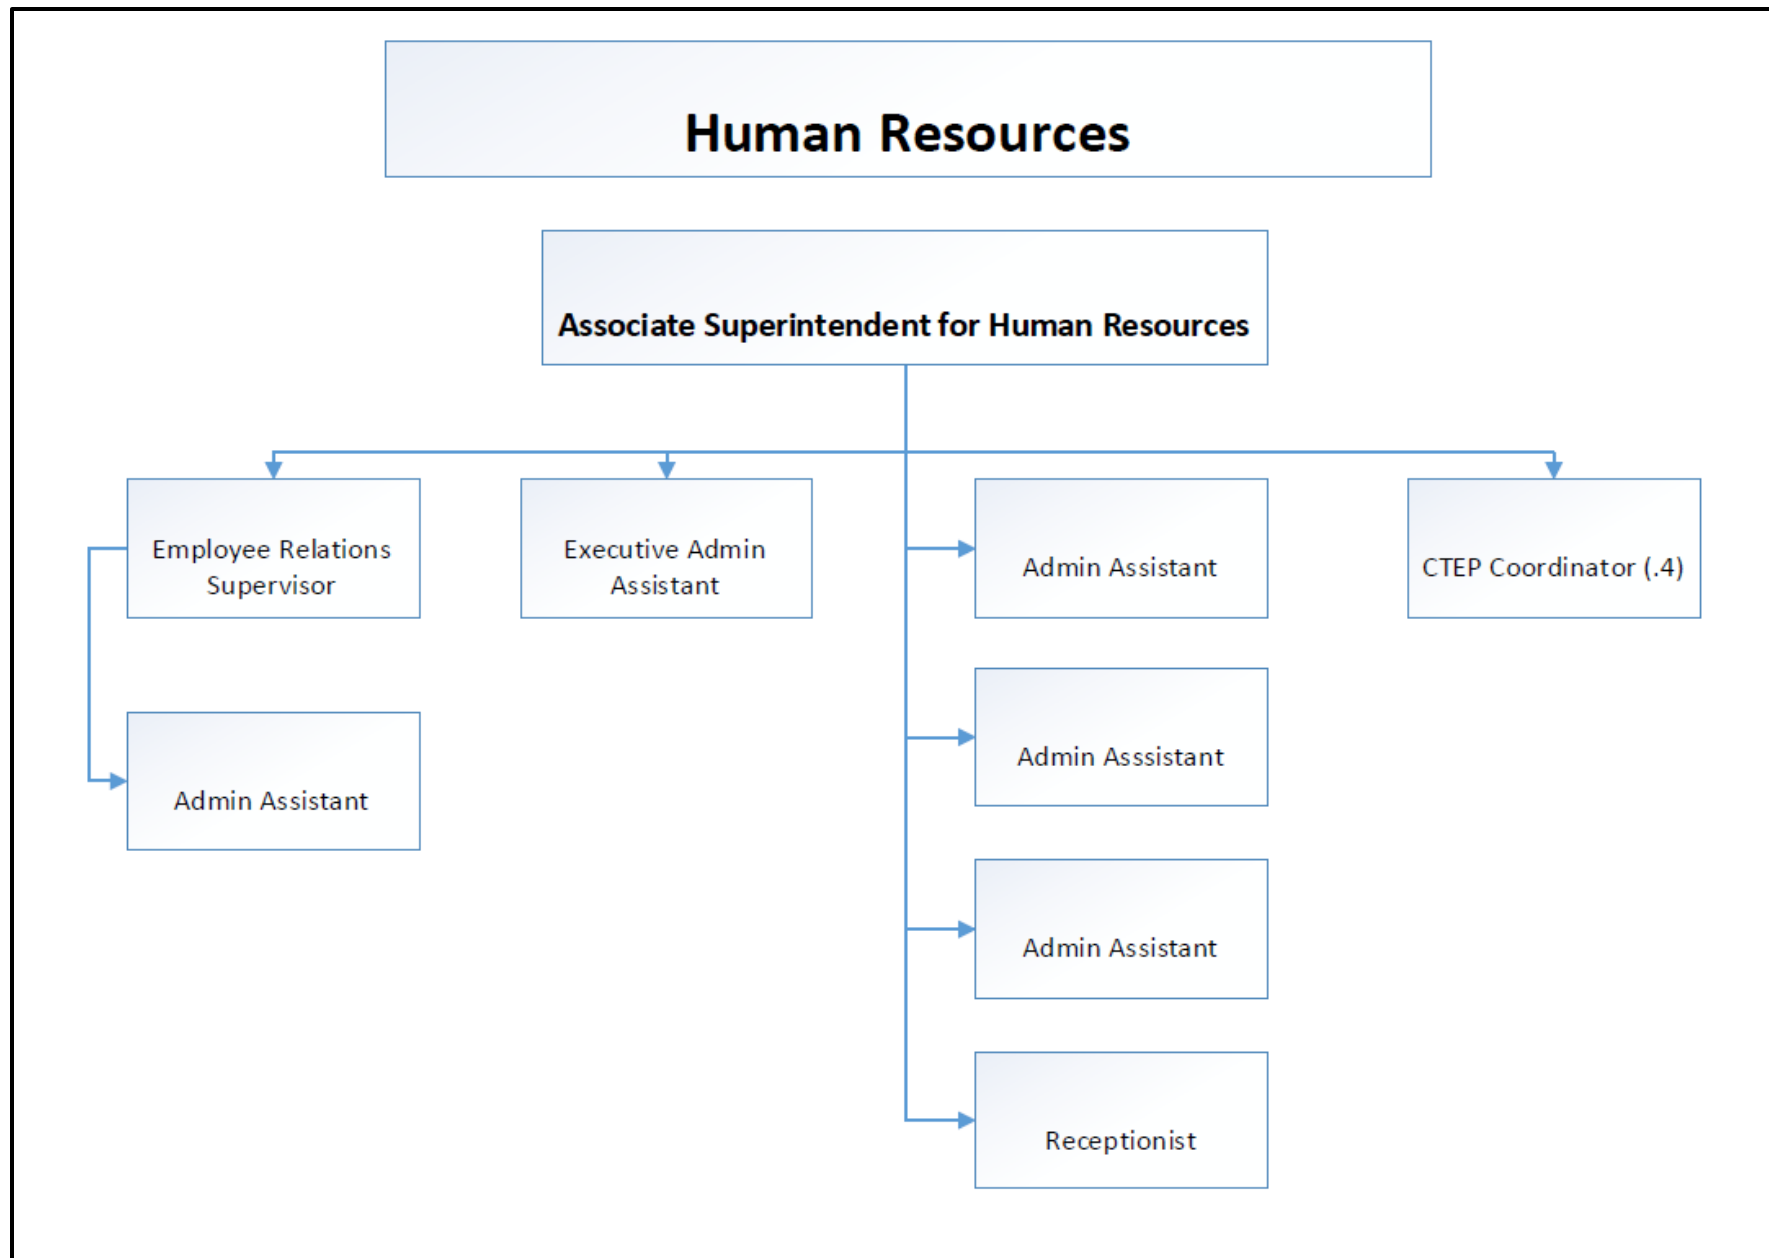 Human Resources
Associate Superintendent for Human Resources
Employee Relations
Supervisor
Executive Admin
Assistant
Admin Assistant
CTEP Coordinator (.4)
Admin Asssistant
Admin Assistant
Admin Assistant
Receptionist